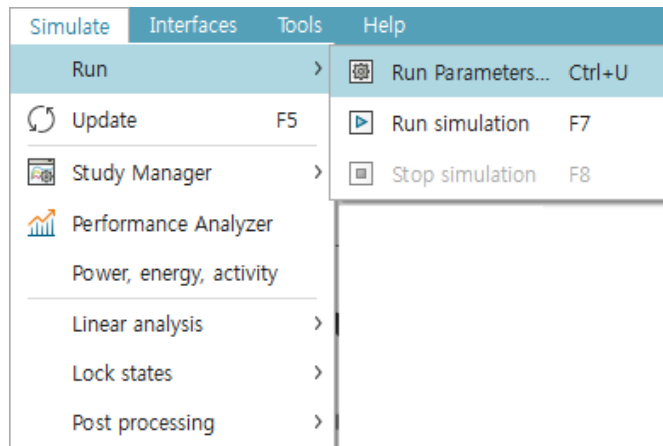 Simulate Interfaces Tools Help
Run
Run Parameters... Ctrl+U
Update F5
Run simulation F7
Study Manager
Stop simulation F8
Performance Analyzer
Power, energy, activity
Linear analysis
Lock states
Post processing